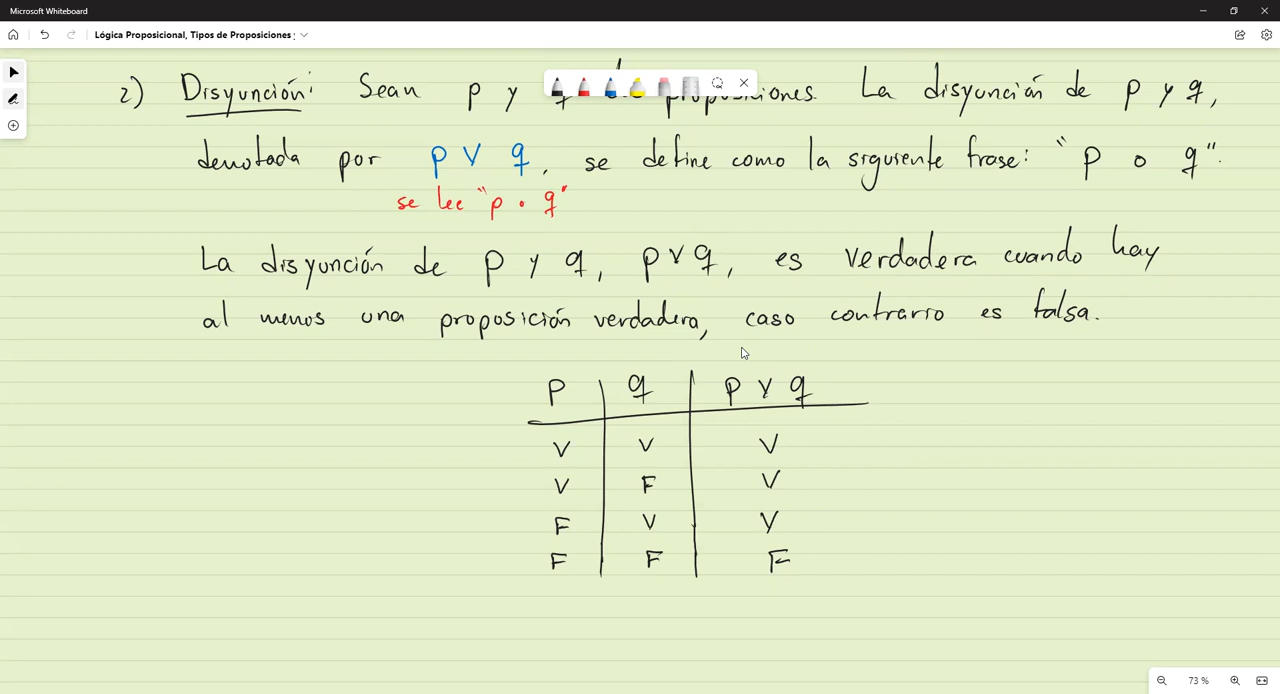 Microsoft Whiteboard
Lógica Proposicional, Tipos de Proposiciones
2) Disyunción: Sean p y q proposiciones. La disyunción de p y q,
denotada por p ∨ q, se define como la siguiente frase: "p o q".
se lee "p o q"
La disyunción de p y q, p ∨ q, es verdadera cuando hay
al menos una proposición verdadera, caso contrario es falsa.
p q p ∨ q
V V V
V F V
F V V
F F F
73 %